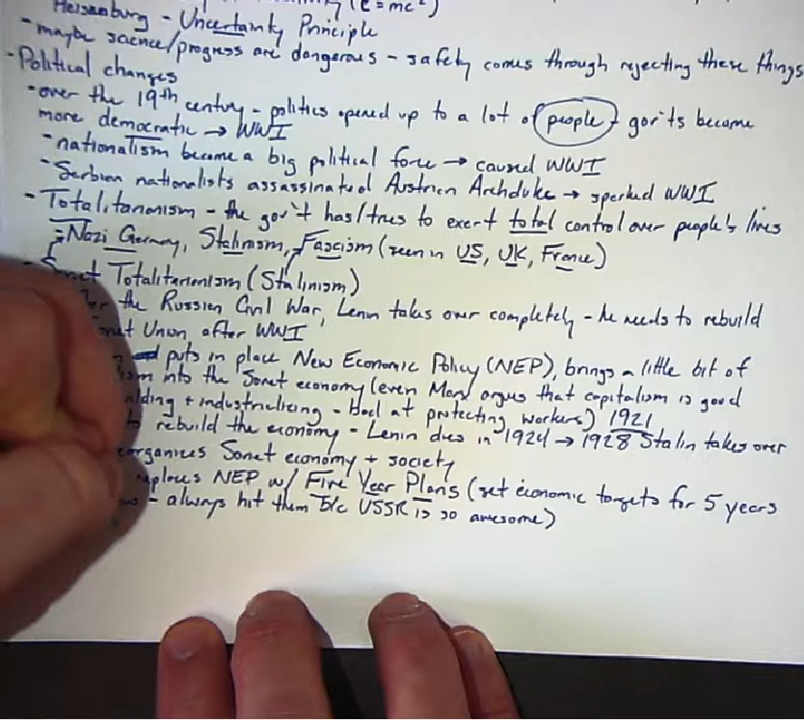 (E=mc²)
Heisenburg - Uncertainty Principle
- maybe science/progress are dangerous - safety comes through rejecting these things
- Political changes
- over the 19th century - politics opened up to a lot of people + gov'ts become
more democratic → WWI
- nationalism become a big political force → caused WWI
- Serbian nationalists assassinated Austrian Archduke → sparked WWI
- Totalitarianism - the gov't has/tries to exert total control over people's lives
- Nazi Germany, Stalinism, Fascism (seen in US, UK, France)
- Soviet Totalitarianism (Stalinism)
the Russian Civil War, Lenin takes over completely - he needs to rebuild
Union after WWI
puts in place New Economic Policy (NEP), brings a little bit of
into the Soviet economy (even Marx argues that capitalism is good
+ industrializing - bad at protecting workers) 1921
rebuild the economy - Lenin dies in 1924 → 1928 Stalin takes over
Soviet economy + society
NEP w/ Five Year Plans (set economic targets for 5 years
- always hit them b/c USSR is so awesome)